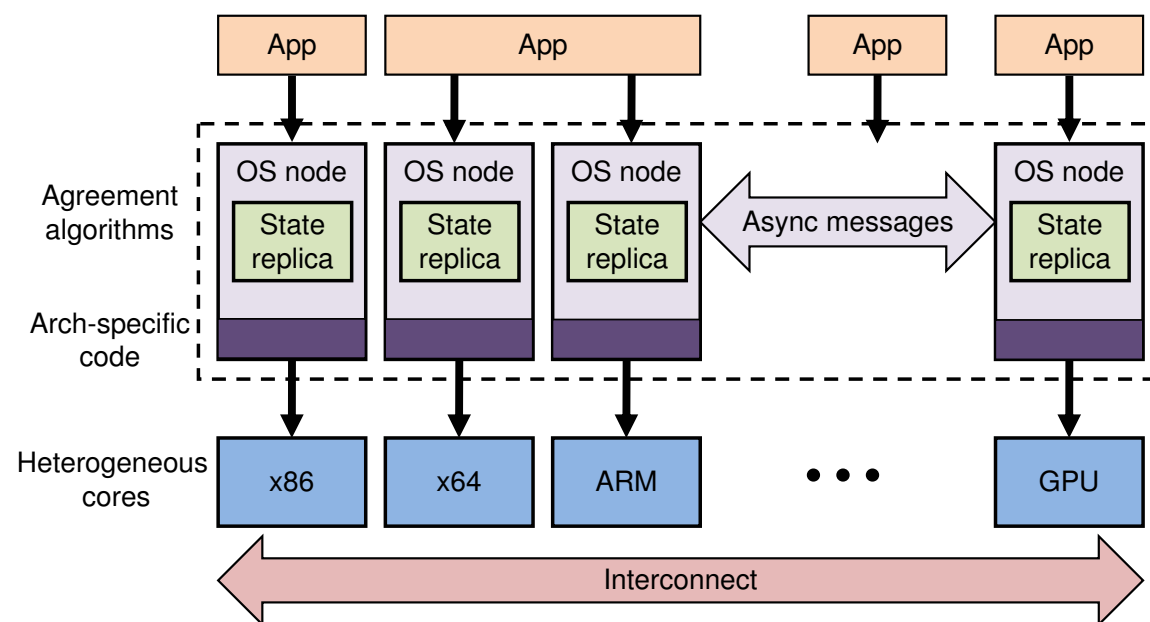 App
App
App
App
OS node
OS node
OS node
OS node
Agreement
algorithms
State
replica
State
replica
State
replica
Async messages
State
replica
Arch-specific
code
Heterogeneous
cores
x86
x64
ARM
GPU
Interconnect